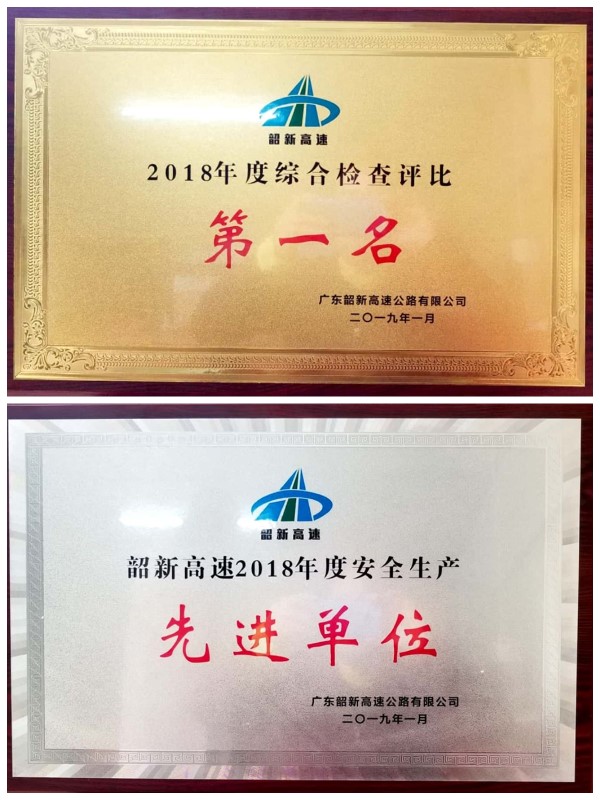 韶新高速
2018年度综合检查评比
第一名
广东韶新高速公路有限公司
二〇一九年一月
韶新高速
韶新高速2018年度安全生产
先进单位
广东韶新高速公路有限公司
二〇一九年一月